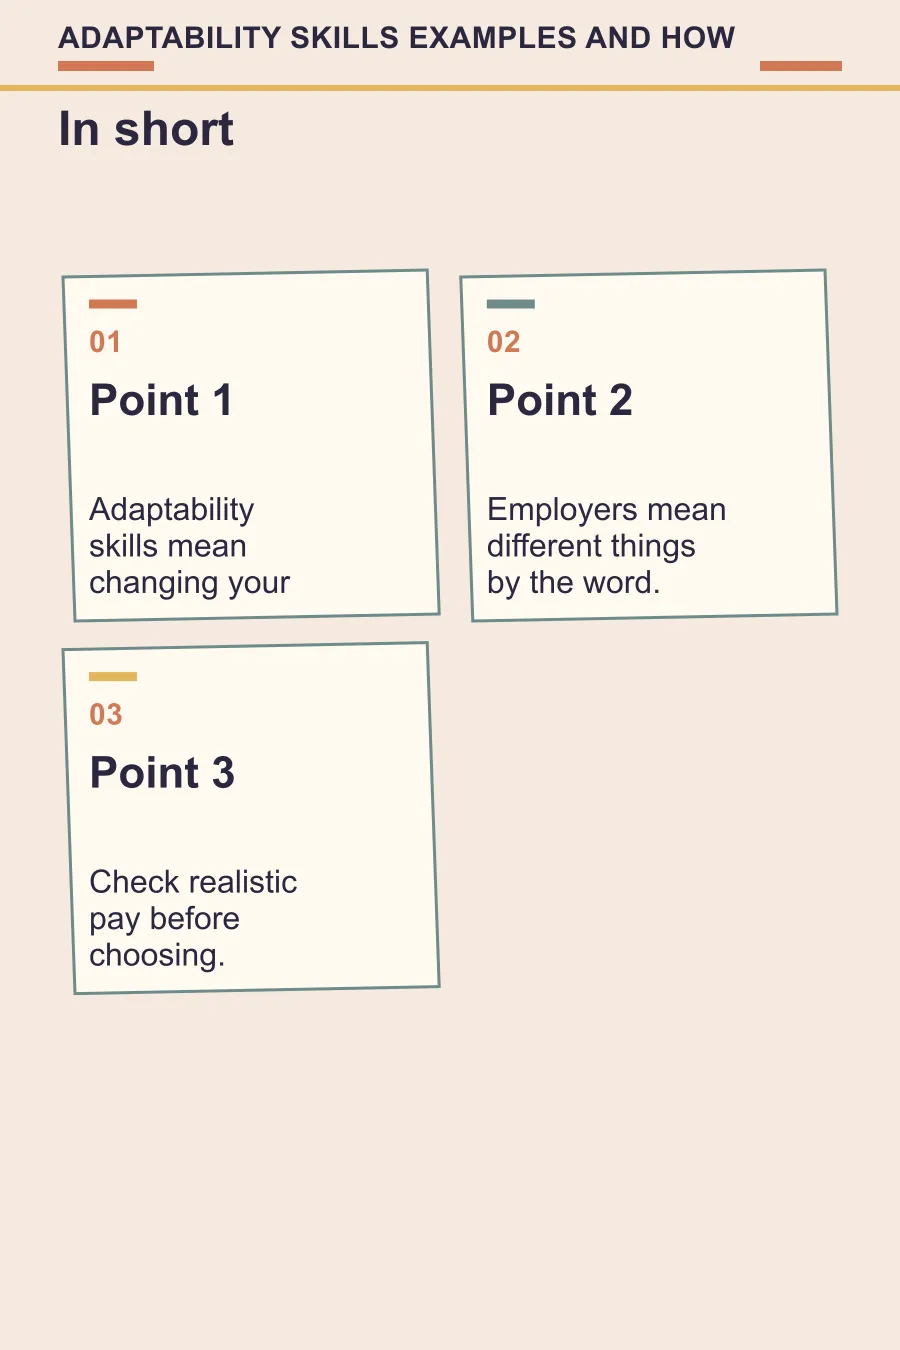 ADAPTABILITY SKILLS EXAMPLES AND HOW
In short
01
Point 1
Adaptability
skills mean
changing your
02
Point 2
Employers mean
different things
by the word.
03
Point 3
Check realistic
pay before
choosing.